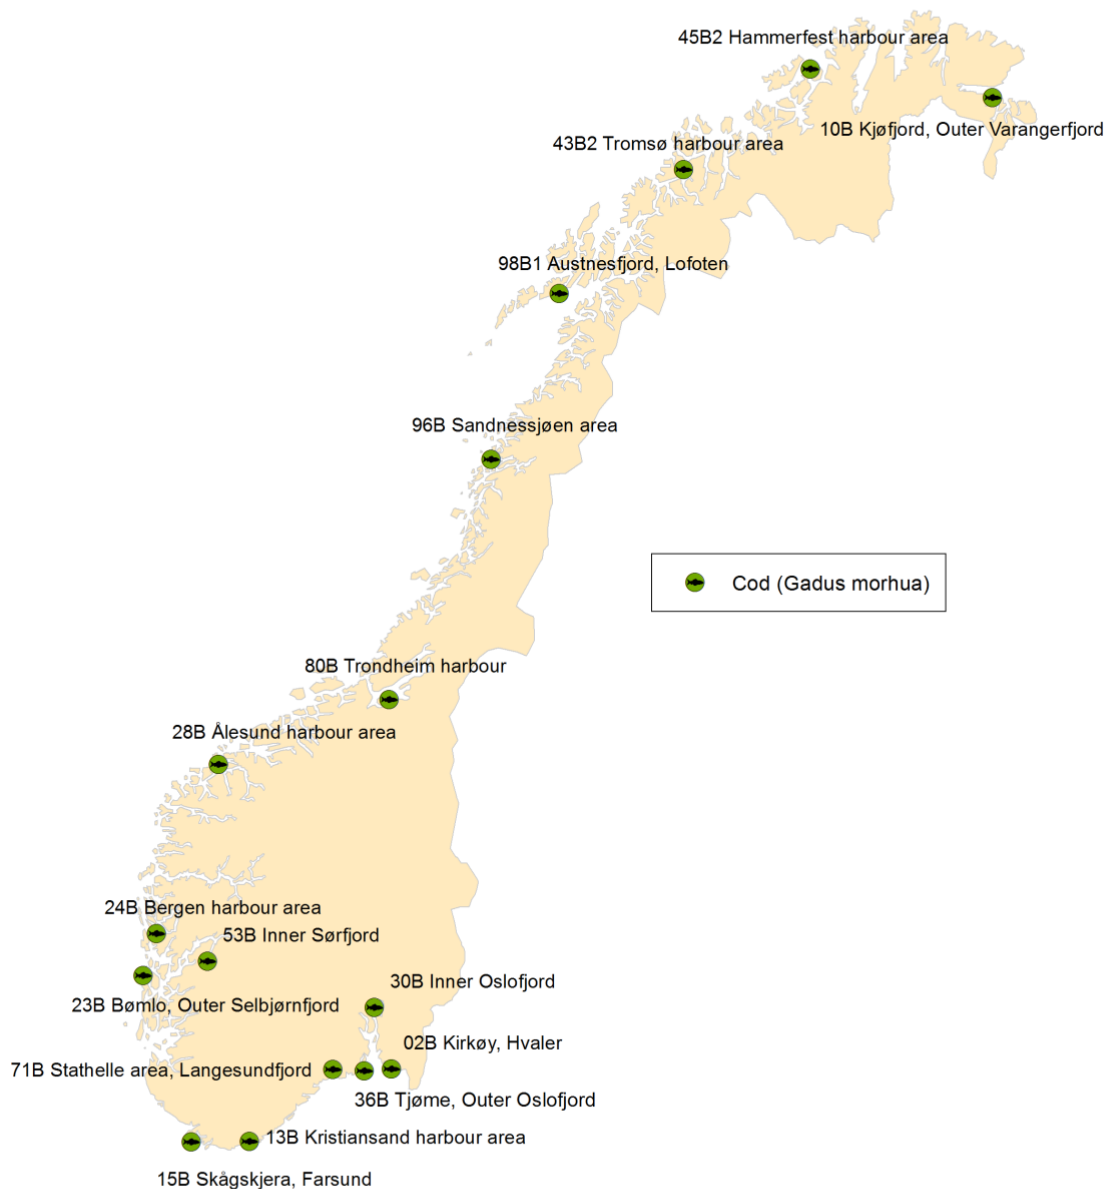 45B2 Hammerfest harbour area
10B Kjøfjord, Outer Varangerfjord
43B2 Tromsø harbour area
98B1 Austnesfjord, Lofoten
96B Sandnessjøen area
Cod (Gadus morhua)
80B Trondheim harbour
28B Ålesund harbour area
24B Bergen harbour area
53B Inner Sørfjord
30B Inner Oslofjord
23B Bømlo, Outer Selbjørnfjord
02B Kirkøy, Hvaler
71B Stathelle area, Langesundfjord
36B Tjøme, Outer Oslofjord
13B Kristiansand harbour area
15B Skågskjera, Farsund